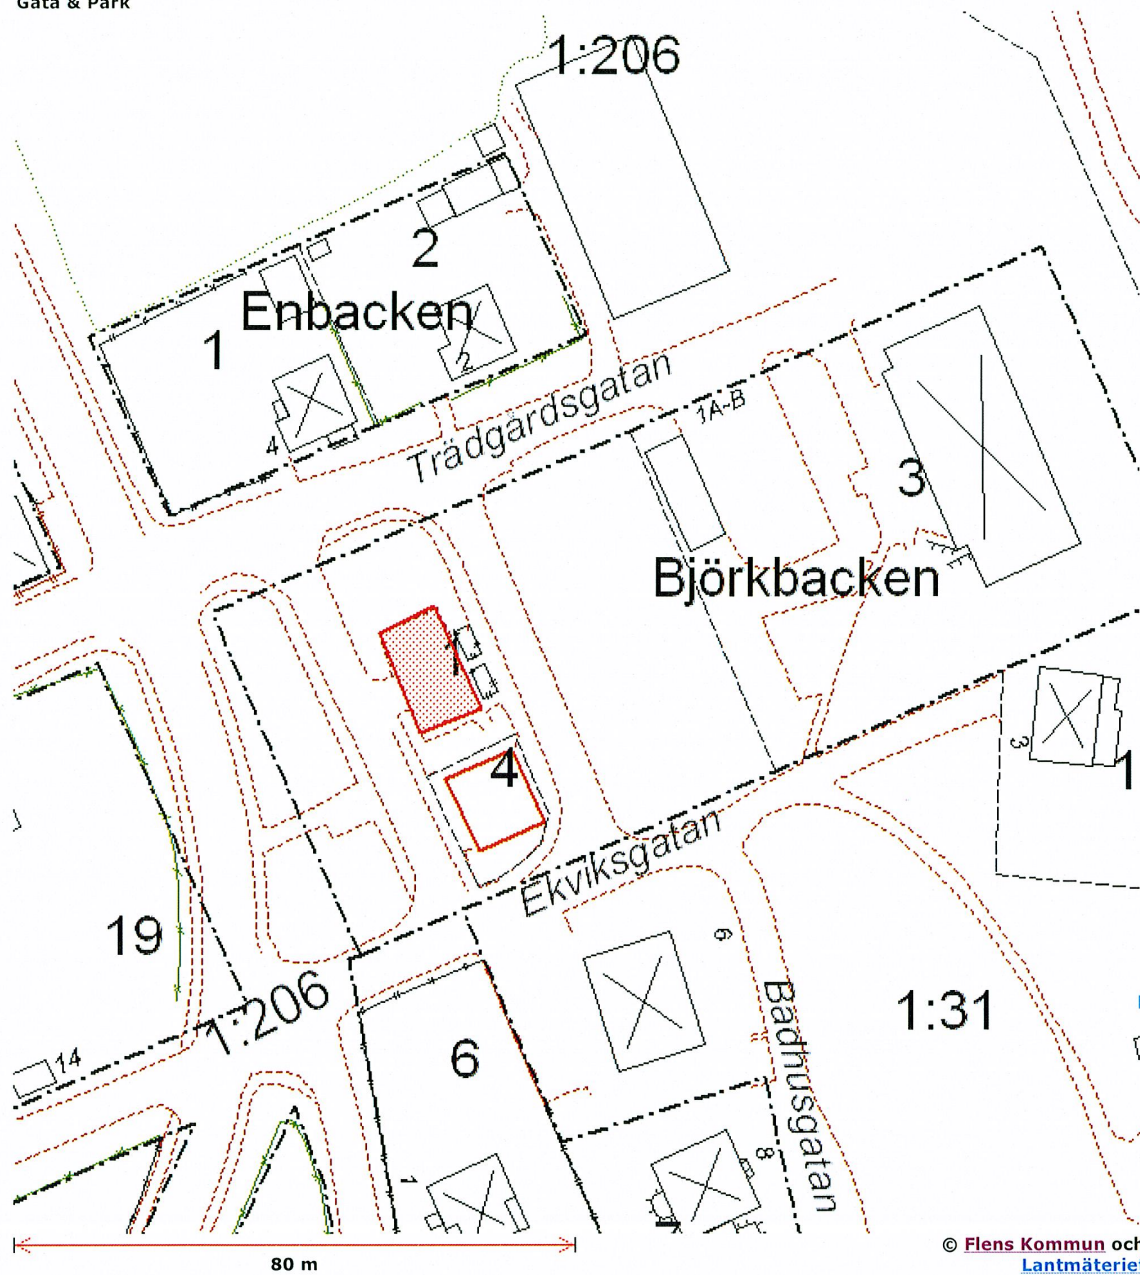 Gata & Park
1:206
2
Enbacken
1
2
4
Trädgårdsgatan
1A-B
3
Björkbacken
1
4
3
1
Ekviksgatan
19
6
1:206
1:31
Badhusgatan
14
6
8
1
80 m
© Flens Kommun och
Lantmäteriet